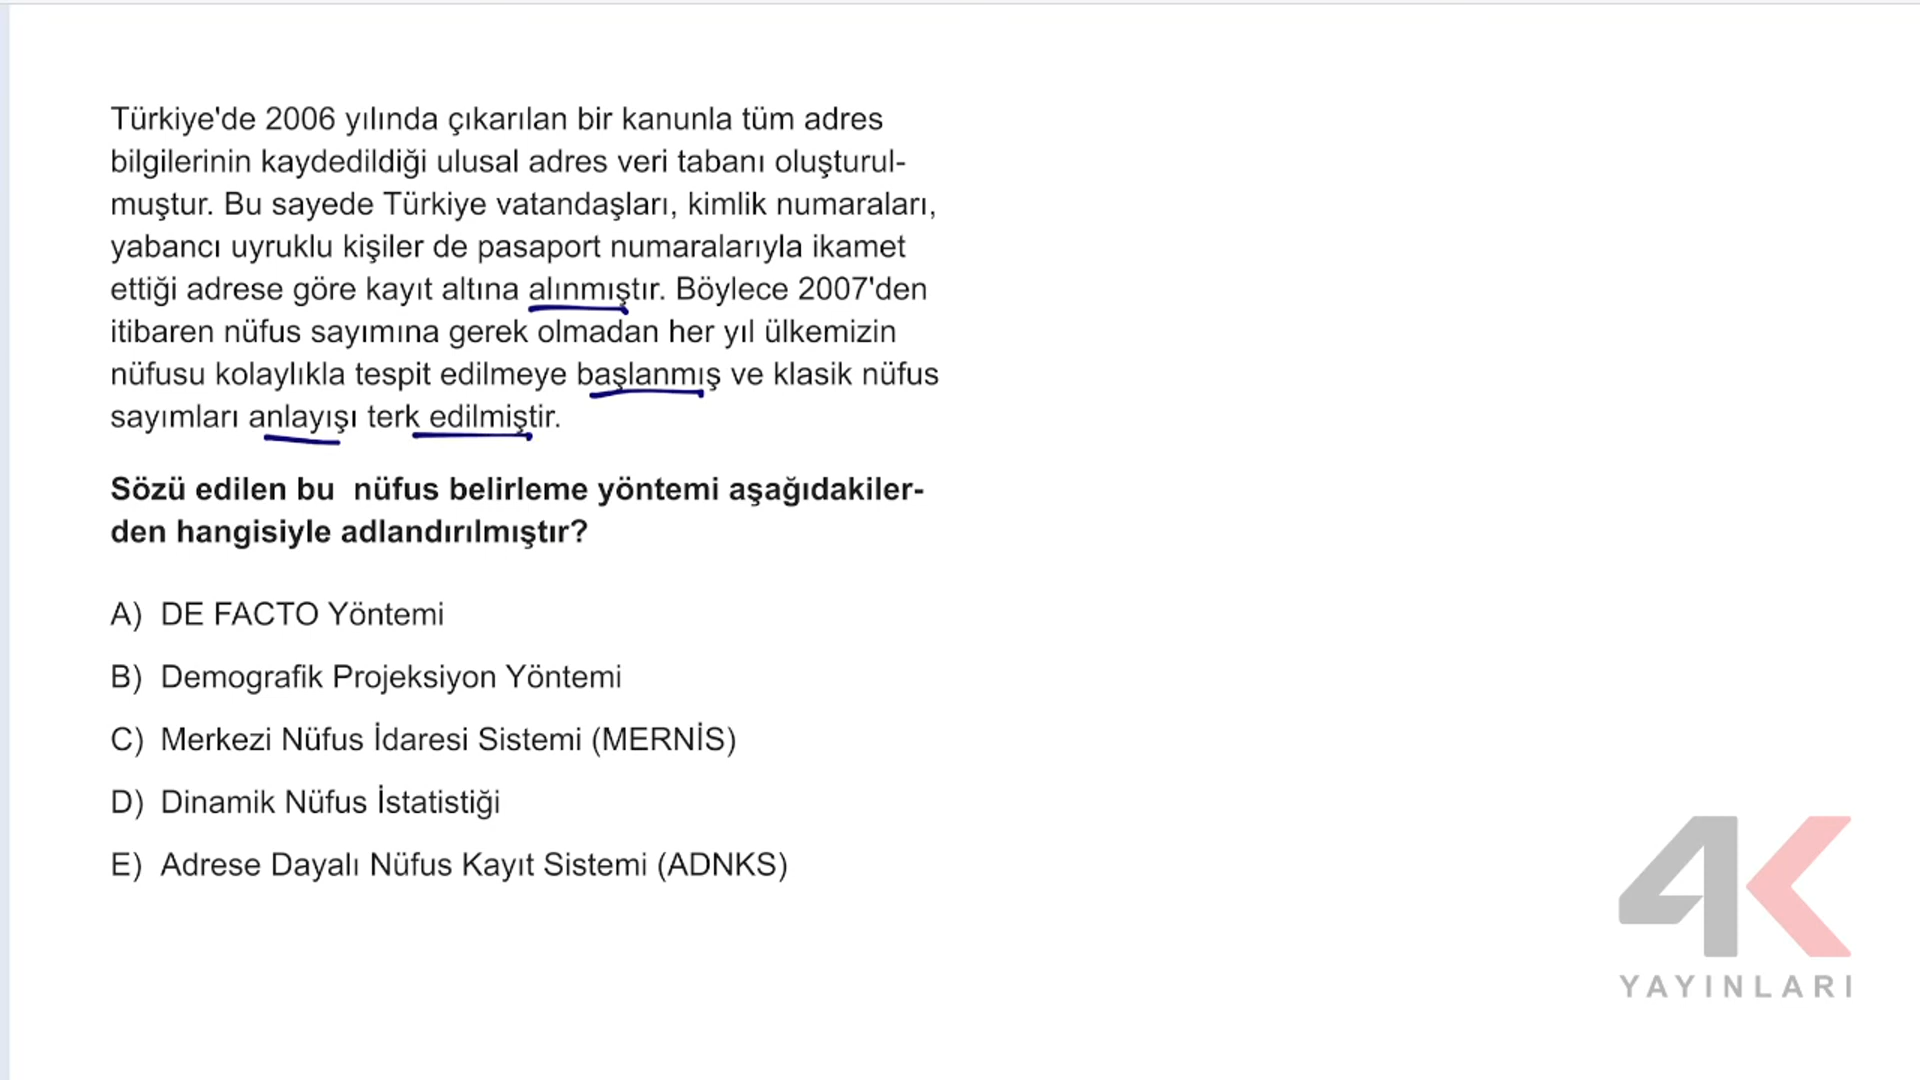 Türkiye'de 2006 yılında çıkarılan bir kanunla tüm adres
bilgilerinin kaydedildiği ulusal adres veri tabanı oluşturul-
muştur. Bu sayede Türkiye vatandaşları, kimlik numaraları,
yabancı uyruklu kişiler de pasaport numaralarıyla ikamet
ettiği adrese göre kayıt altına alınmıştır. Böylece 2007'den
itibaren nüfus sayımına gerek olmadan her yıl ülkemizin
nüfusu kolaylıkla tespit edilmeye başlanmış ve klasik nüfus
sayımları anlayışı terk edilmiştir.
Sözü edilen bu  nüfus belirleme yöntemi aşağıdakiler-
den hangisiyle adlandırılmıştır?
A) DE FACTO Yöntemi
B) Demografik Projeksiyon Yöntemi
C) Merkezi Nüfus İdaresi Sistemi (MERNİS)
D) Dinamik Nüfus İstatistiği
E) Adrese Dayalı Nüfus Kayıt Sistemi (ADNKS)
4K
YAYINLARI